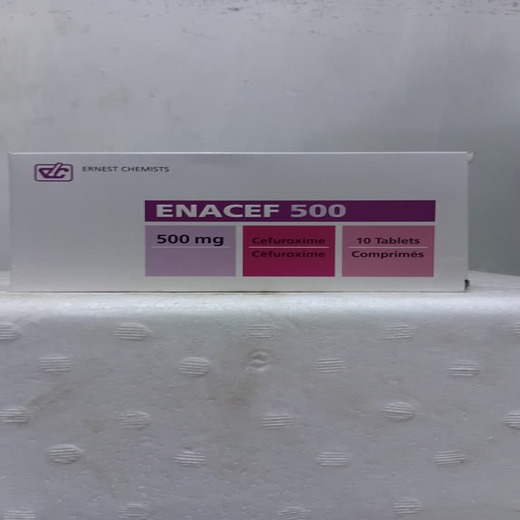 ERNEST CHEMISTS
ENACEF 500
500 mg
Cefuroxime
Céfuroxime
10 Tablets
Comprimés